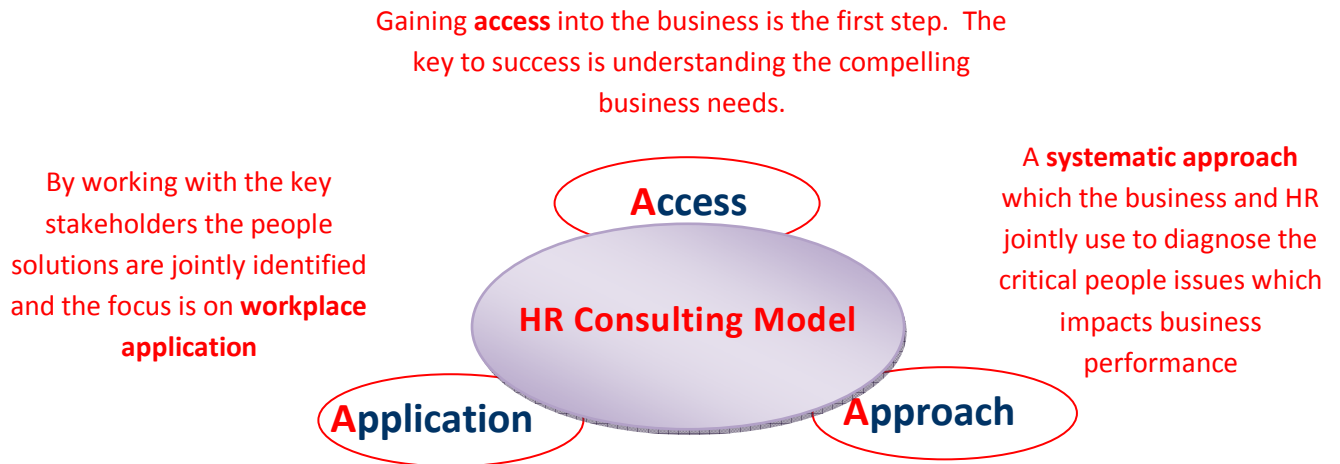 Gaining access into the business is the first step. The
key to success is understanding the compelling
business needs.
By working with the key
stakeholders the people
solutions are jointly identified
and the focus is on workplace
application
A systematic approach
which the business and HR
jointly use to diagnose the
critical people issues which
impacts business
performance
Access
HR Consulting Model
Application
Approach